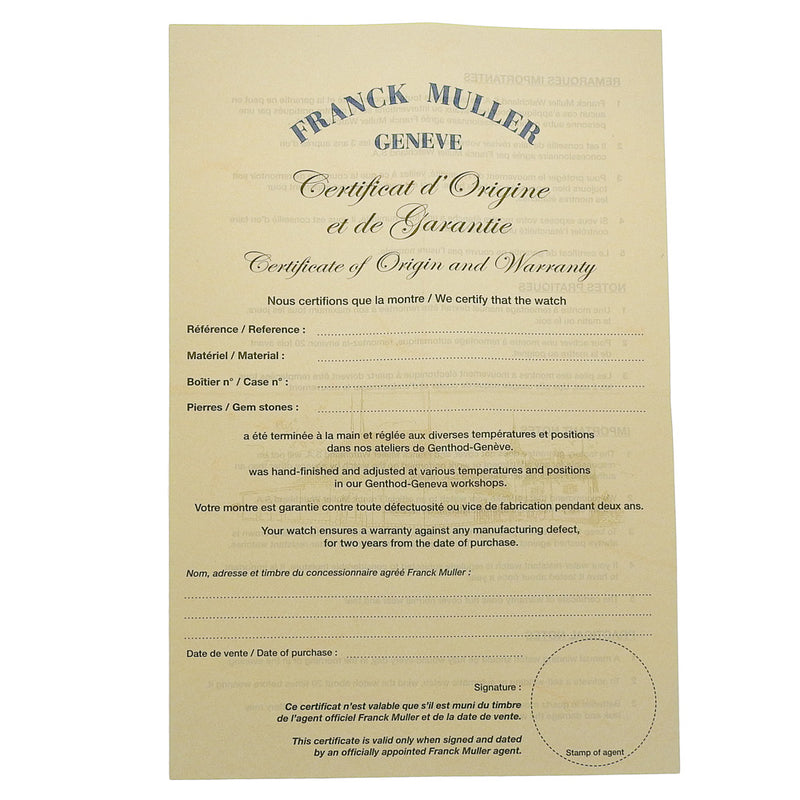 FRANCK MULLER
GENEVE
Certificat d'Origine
et de Garantie
Certificate of Origin and Warranty
Nous certifions que la montre / We certify that the watch
Référence / Reference :
Matériel / Material :
Boîtier n° / Case n° :
Pierres / Gem stones :
a été terminée à la main et réglée aux diverses températures et positions
dans nos ateliers de Genthod-Genève.
was hand-finished and adjusted at various temperatures and positions
in our Genthod-Geneva workshops.
Votre montre est garantie contre toute défectuosité ou vice de fabrication pendant deux ans.
Your watch ensures a warranty against any manufacturing defect,
for two years from the date of purchase.
Nom, adresse et timbre du concessionnaire agréé Franck Muller :
Date de vente / Date of purchase :
Signature :
Ce certificat n'est valable que s'il est muni du timbre
de l'agent officiel Franck Muller et de la date de vente.
This certificate is valid only when signed and dated
by an officially appointed Franck Muller agent.
Stamp of agent